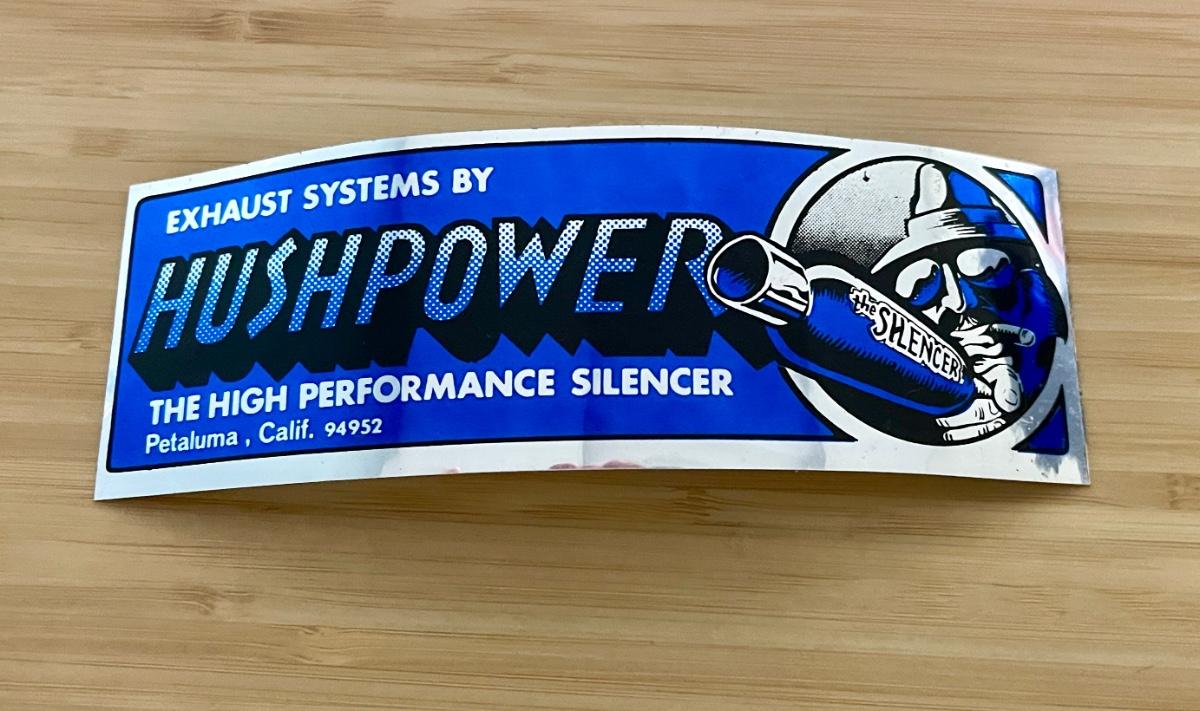 EXHAUST SYSTEMS BY
HUSHPOWER
THE HIGH PERFORMANCE SILENCER
Petaluma , Calif. 94952
the SILENCER